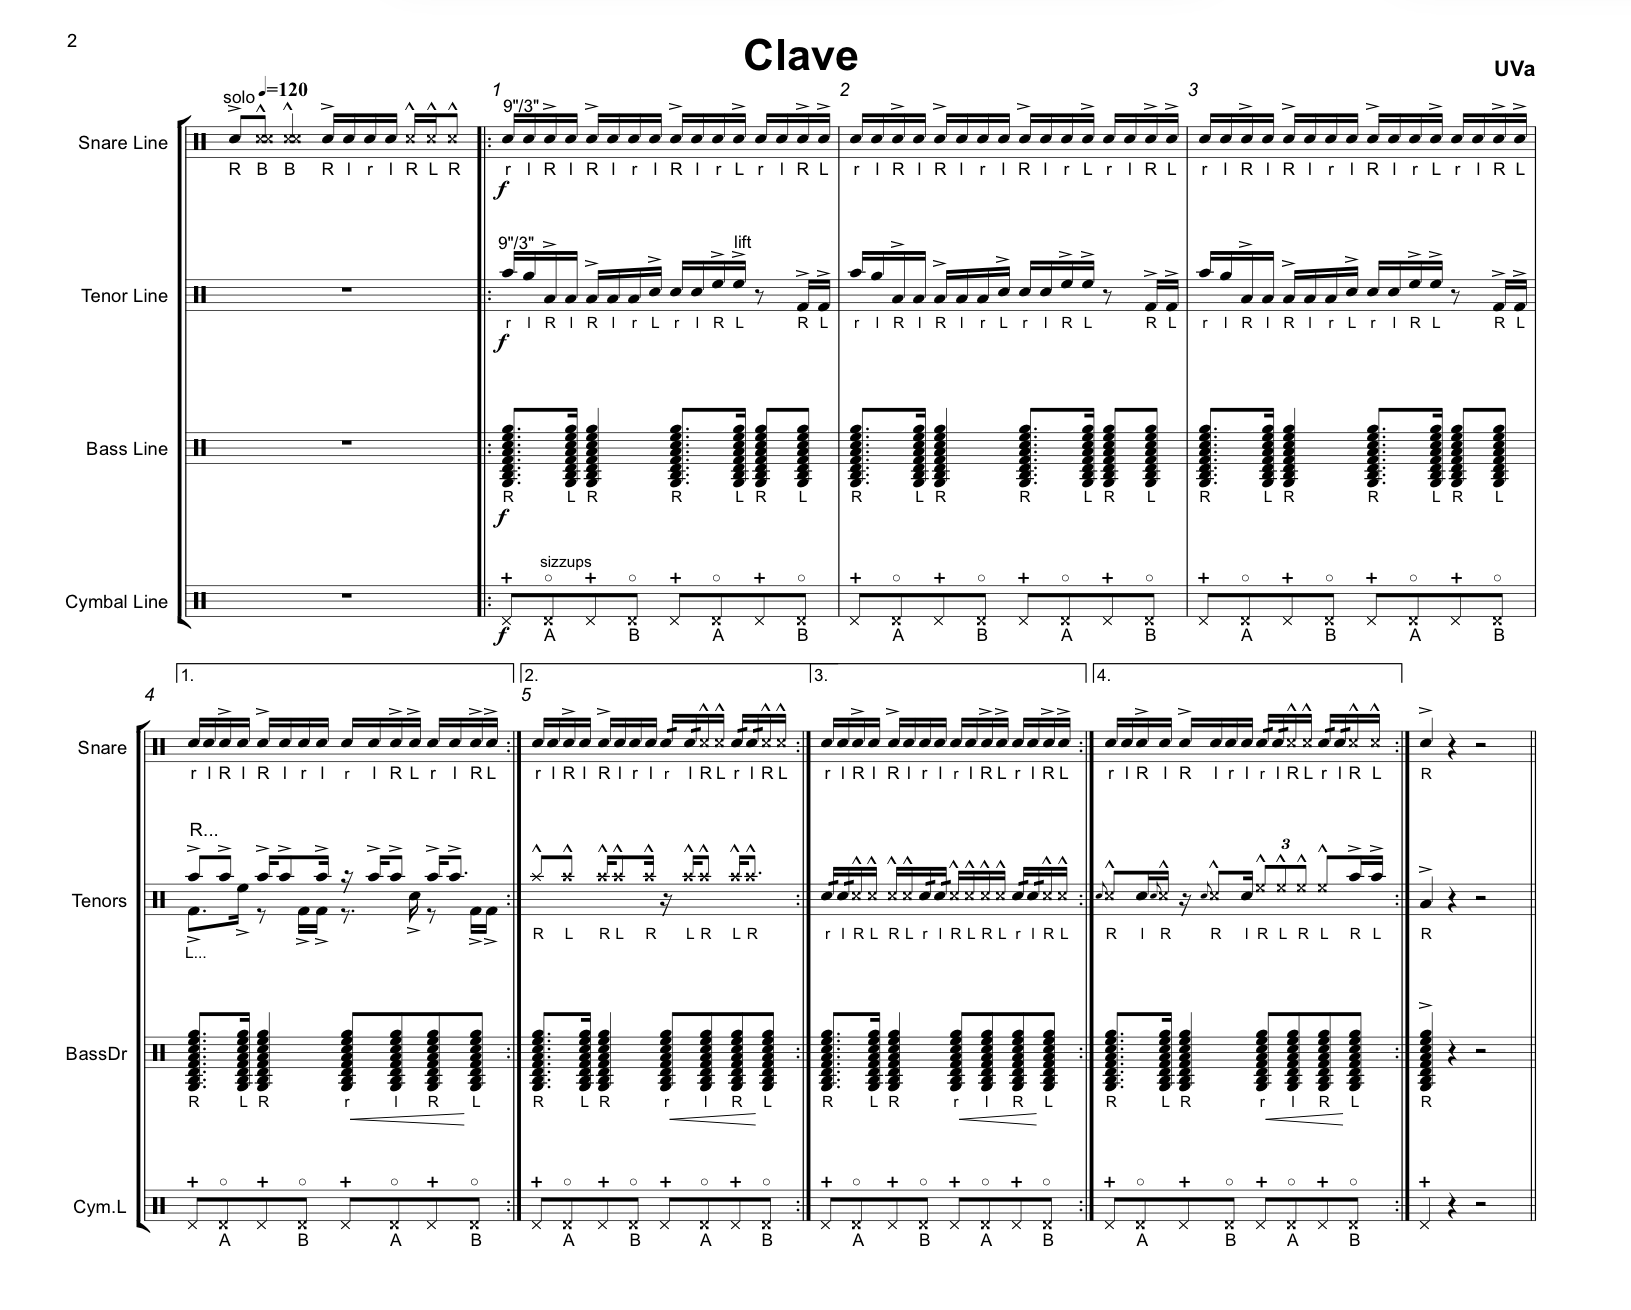 2
Clave
UVa
solo ♩=120
1
2
3
9"/3"
Snare Line
R B B R l r l R L R
r l R l R l r l R l r L r l R L
r l R l R l r l R l r L r l R L
r l R l R l r l R l r L r l R L
f
9"/3"
lift
Tenor Line
r l R l R l r L r l R L R L
r l R l R l r L r l R L R L
r l R l R l r L r l R L R L
f
Bass Line
R L R R L R L
R L R R L R L
R L R R L R L
f
sizzups
+ ○ + ○ + ○ + ○
+ ○ + ○ + ○ + ○
+ ○ + ○ + ○ + ○
Cymbal Line
f
A B A B
A B A B
A B A B
1.
2.
3.
4.
4
5
Snare
r l R l R l r l r l R L r l R L
r l R l R l r l r l R L r l R L
r l R l R l r l r l R L r l R L
r l R l R l r l r l R L r l R L
R
R...
3
Tenors
L...
R L R L R L R L R
r l R L R L r l R L R L r l R L
R l R R l R L R L R L
R
BassDr
R L R r l R L
R L R r l R L
R L R r l R L
R L R r l R L
R
+ ○ + ○ + ○ + ○
+ ○ + ○ + ○ + ○
+ ○ + ○ + ○ + ○
+ ○ + ○ + ○ + ○
+
Cym.L
A B A B
A B A B
A B A B
A B A B